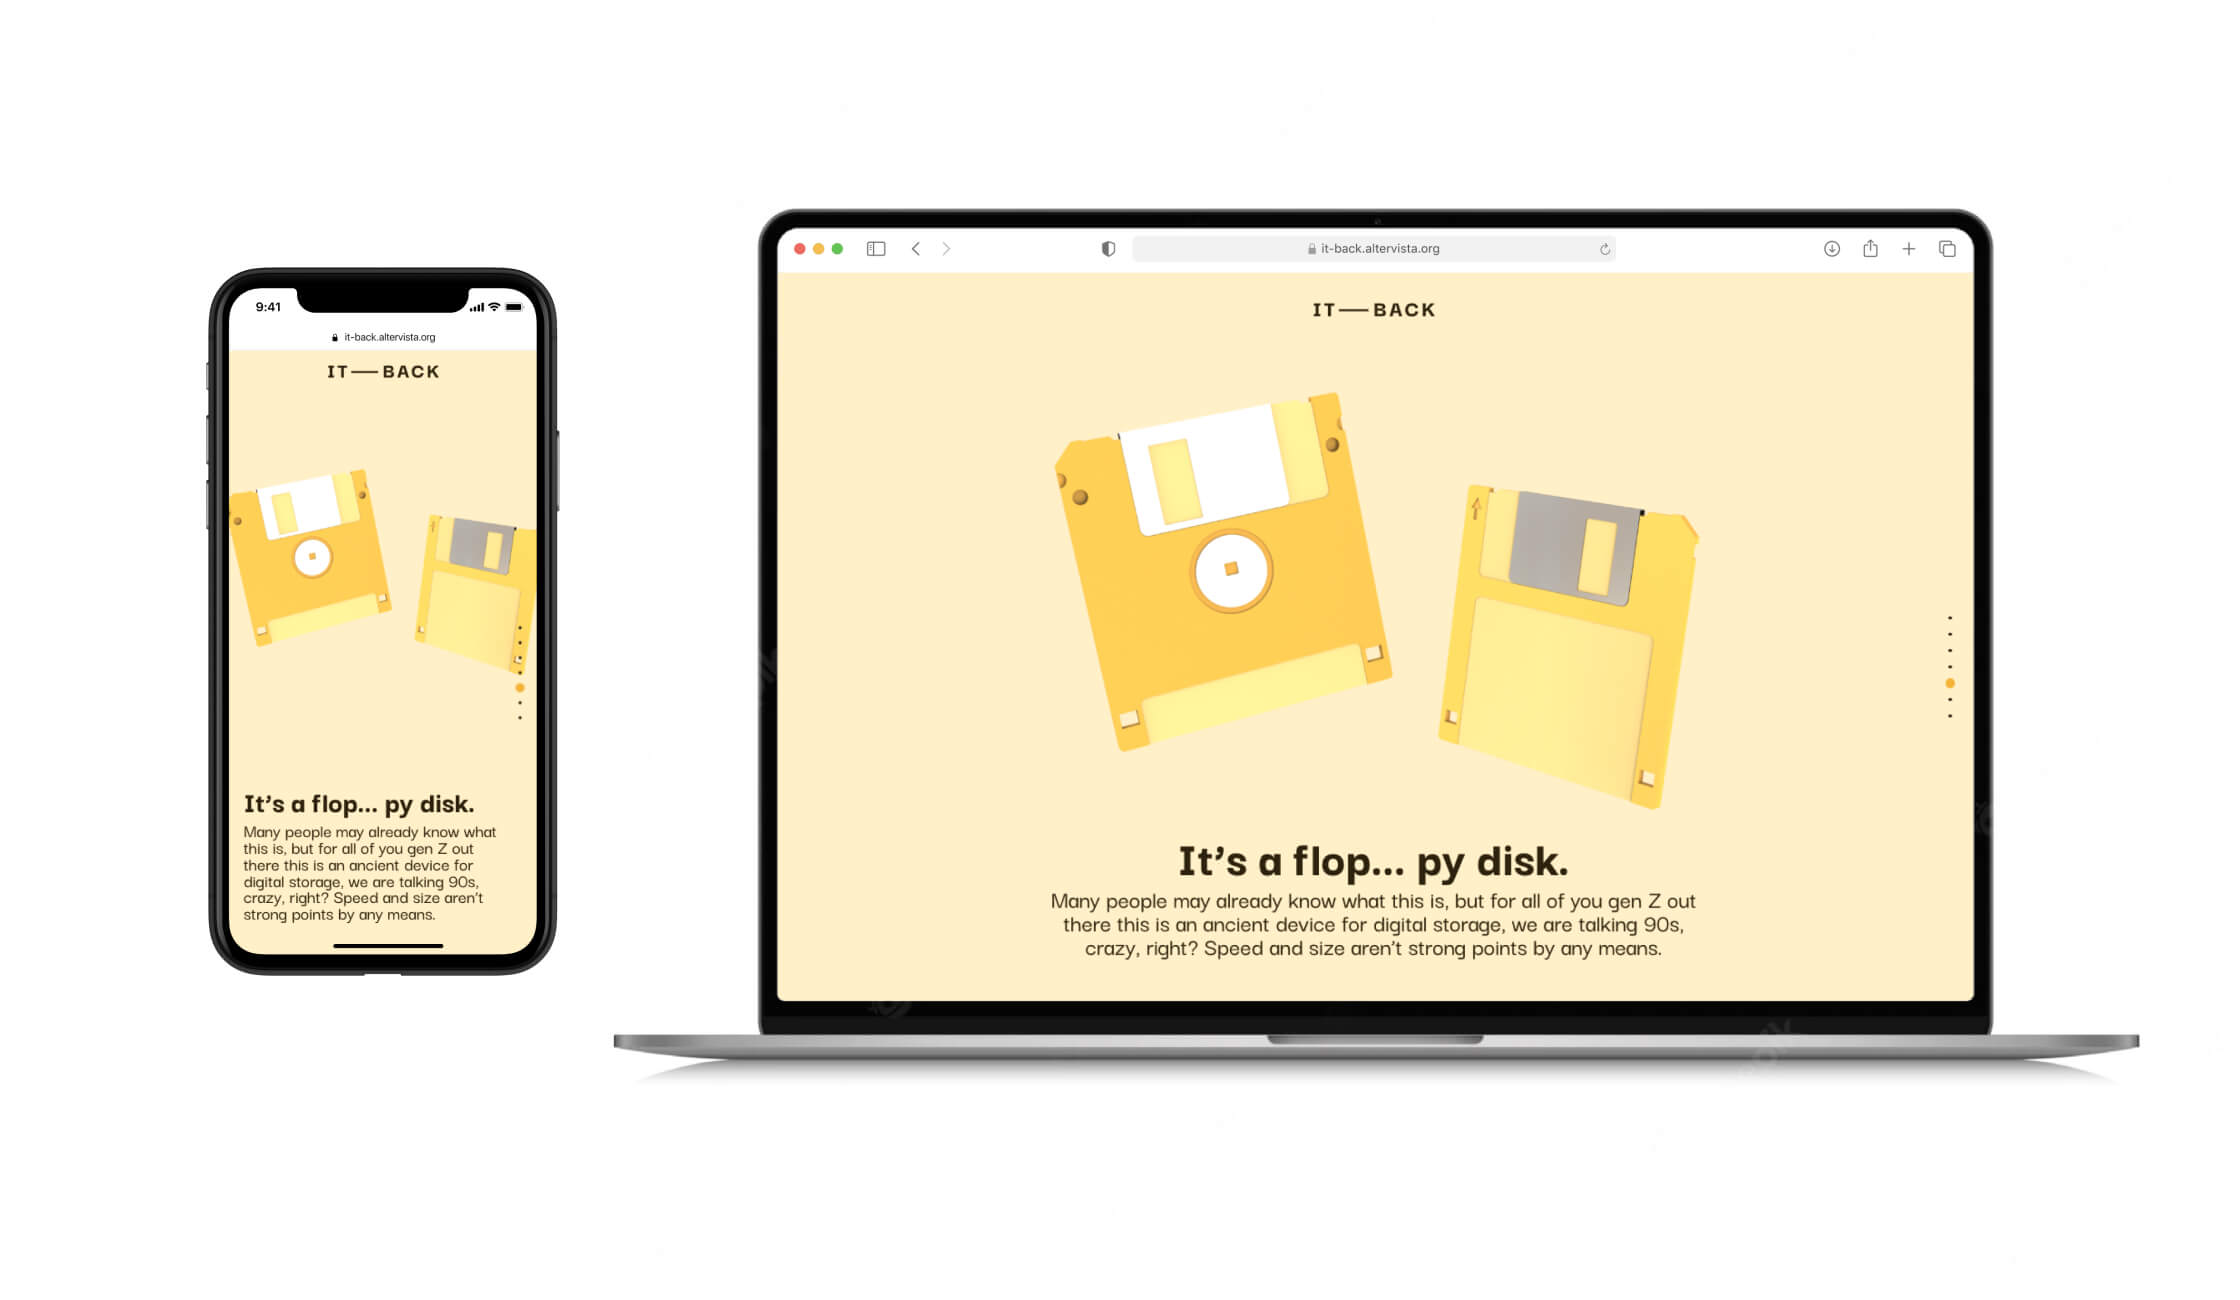 9:41
it-back.altervista.org
IT—BACK
It's a flop... py disk.
Many people may already know what
this is, but for all of you gen Z out
there this is an ancient device for
digital storage, we are talking 90s,
crazy, right? Speed and size aren't
strong points by any means.
it-back.altervista.org
IT—BACK
It's a flop... py disk.
Many people may already know what this is, but for all of you gen Z out
there this is an ancient device for digital storage, we are talking 90s,
crazy, right? Speed and size aren't strong points by any means.